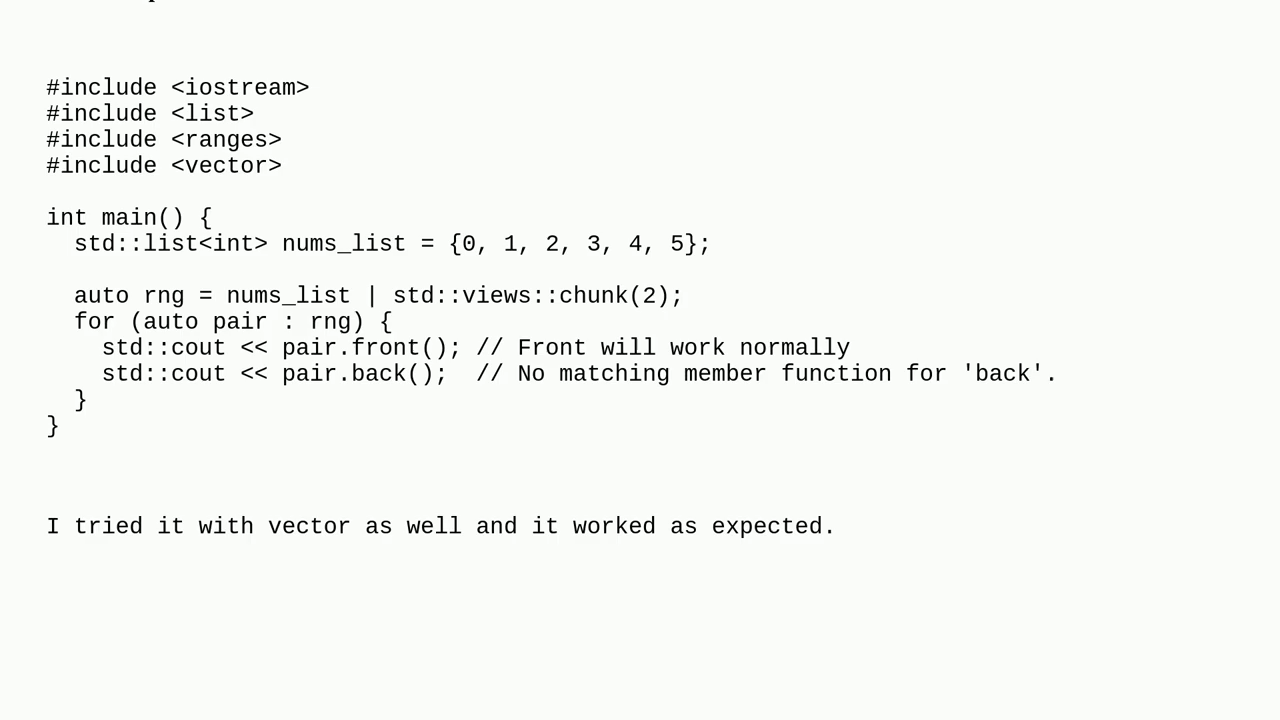 #include <iostream>
#include <list>
#include <ranges>
#include <vector>
int main() {
  std::list<int> nums_list = {0, 1, 2, 3, 4, 5};
  auto rng = nums_list | std::views::chunk(2);
  for (auto pair : rng) {
    std::cout << pair.front(); // Front will work normally
    std::cout << pair.back();  // No matching member function for 'back'.
  }
}
I tried it with vector as well and it worked as expected.